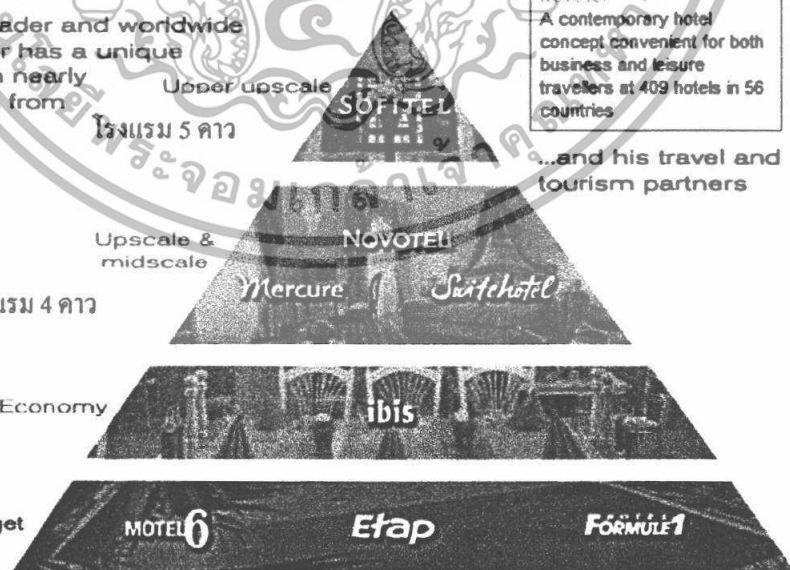 ader and worldwide
r has a unique
n nearly
from
Upper upscale
โรงแรม 5 ดาว
SOFITEL
A contemporary hotel
concept convenient for both
business and leisure
travellers at 409 hotels in 56
countries
...and his travel and
tourism partners
Upscale &
midscale
รม 4 ดาว
NOVOTEL
Mercure
Suitehotel
Economy
ibis
get
MOTEL 6
Etap
HOTEL
FORMULE1